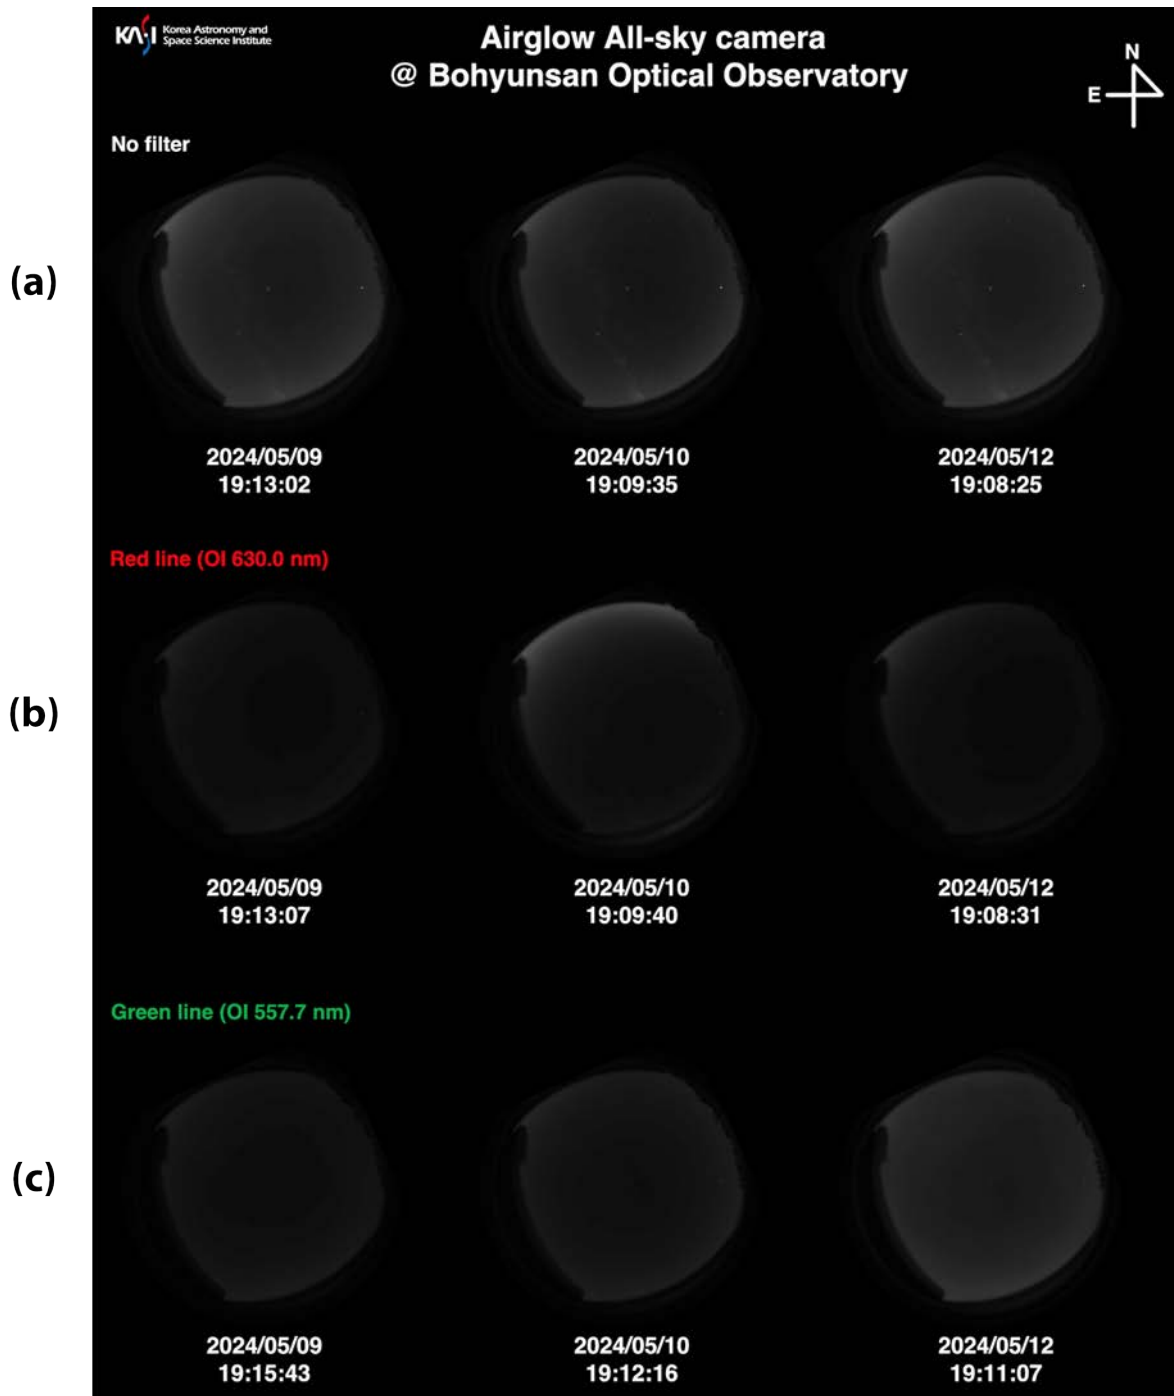 KASI Korea Astronomy and
Space Science Institute
Airglow All-sky camera
@ Bohyunsan Optical Observatory
N
E
No filter
(a)
2024/05/09
19:13:02
2024/05/10
19:09:35
2024/05/12
19:08:25
Red line (OI 630.0 nm)
(b)
2024/05/09
19:13:07
2024/05/10
19:09:40
2024/05/12
19:08:31
Green line (OI 557.7 nm)
(c)
2024/05/09
19:15:43
2024/05/10
19:12:16
2024/05/12
19:11:07